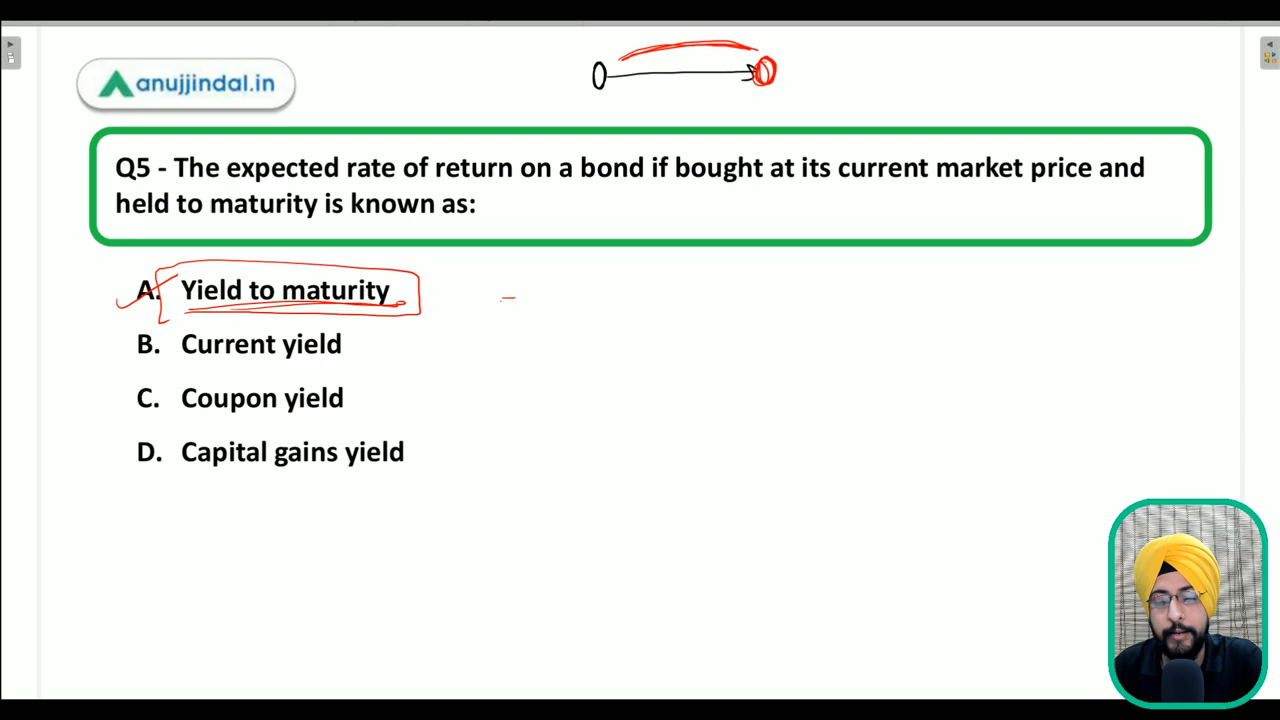 anujjindal.in
Q5 - The expected rate of return on a bond if bought at its current market price and
held to maturity is known as:
A. Yield to maturity
B. Current yield
C. Coupon yield
D. Capital gains yield